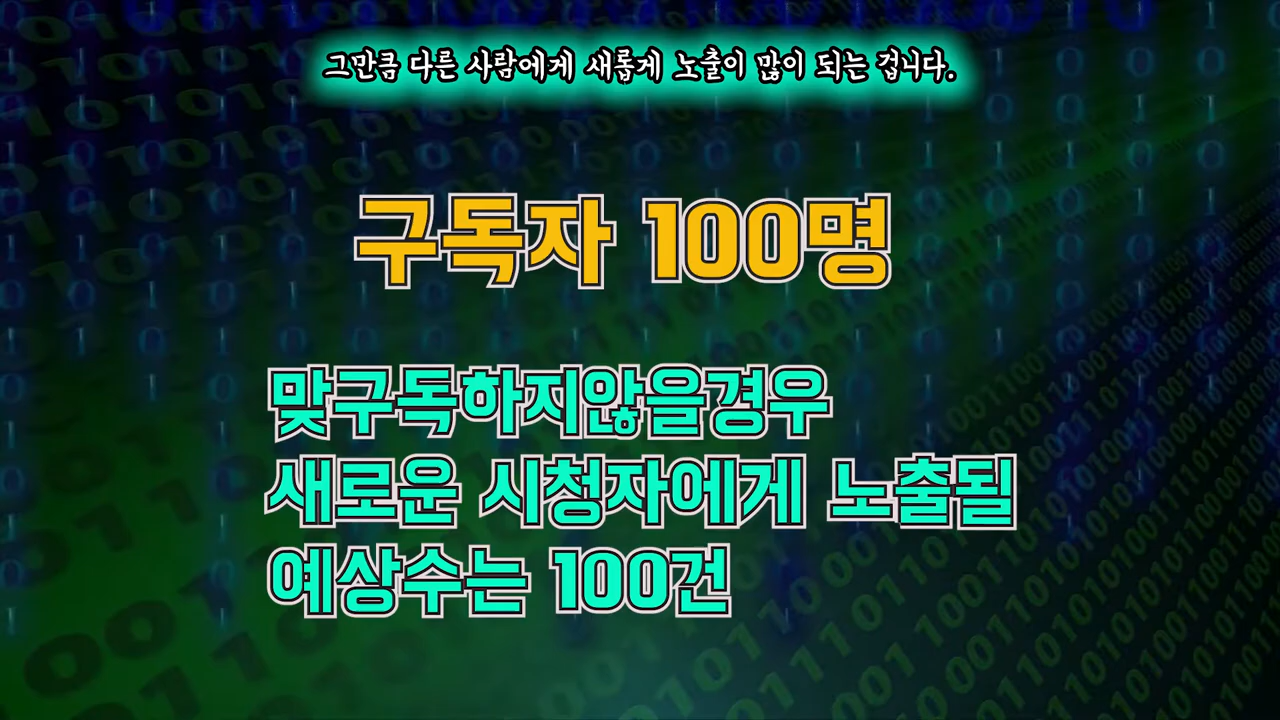 그만큼 다른 사람에게 새롭게 노출이 많이 되는 겁니다.
구독자 100명
맞구독하지않을경우
새로운 시청자에게 노출될
예상수는 100건